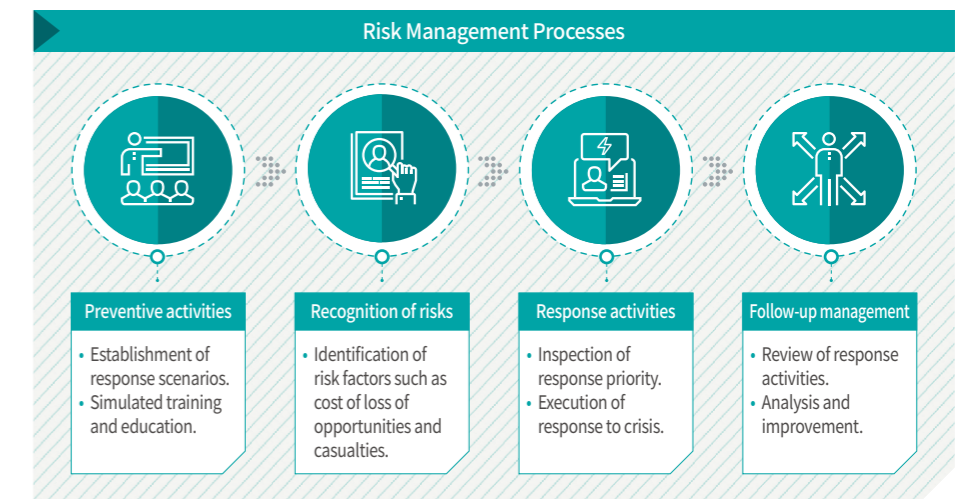 Risk Management Processes
Preventive activities
• Establishment of
response scenarios.
• Simulated training
and education.
Recognition of risks
• Identification of
risk factors such as
cost of loss of
opportunities and
casualties.
Response activities
• Inspection of
response priority.
• Execution of
response to crisis.
Follow-up management
• Review of response
activities.
• Analysis and
improvement.